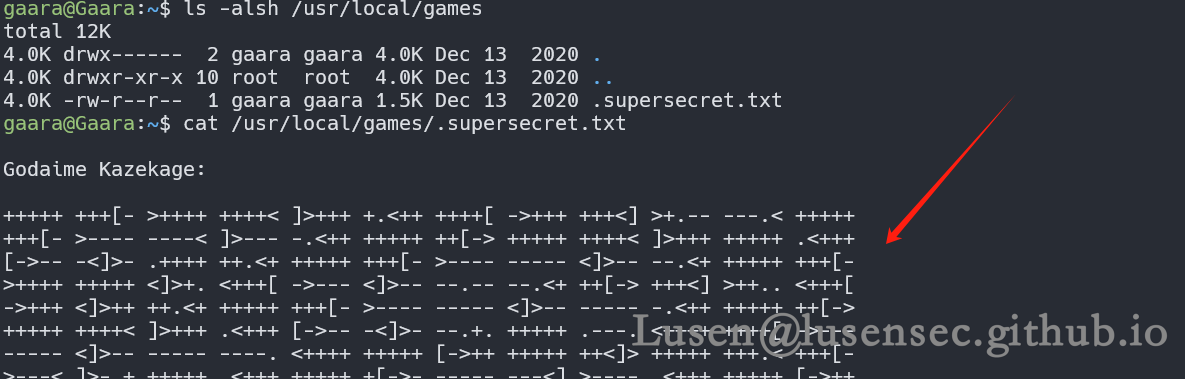 gaara@Gaara:~$ ls -alsh /usr/local/games
total 12K
4.0K drwx------  2 gaara gaara 4.0K Dec 13  2020 .
4.0K drwxr-xr-x 10 root  root  4.0K Dec 13  2020 ..
4.0K -rw-r--r--  1 gaara gaara 1.5K Dec 13  2020 .supersecret.txt
gaara@Gaara:~$ cat /usr/local/games/.supersecret.txt
Godaime Kazekage:
+++++ +++[- >++++ ++++< ]>+++ +.<++ ++++[ ->+++ +++<] >+.-- ---.< +++++
+++[- >---- ----< ]>--- -.<++ +++++ ++[-> +++++ ++++< ]>+++ +++++ .<+++
[->-- -<]>- .++++ ++.<+ +++++ +++[- >---- ----- <]>-- --.<+ +++++ +++[-
>++++ +++++ <]>+. <+++[ ->--- <]>-- --.-- --.<+ ++[-> +++<] >++.. <+++[
->+++ <]>++ ++.<+ +++++ +++[- >---- ----- <]>-- ----- -.<++ +++++ ++[->
+++++ ++++< ]>+++ .<+++ [->-- -<]>- --.+. +++++ .---.
----- <]>-- ----- ----. <++++ +++++ [->++ +++++ ++<]> +++++ +++.< +++[-
Lusen@lusensec.github.io